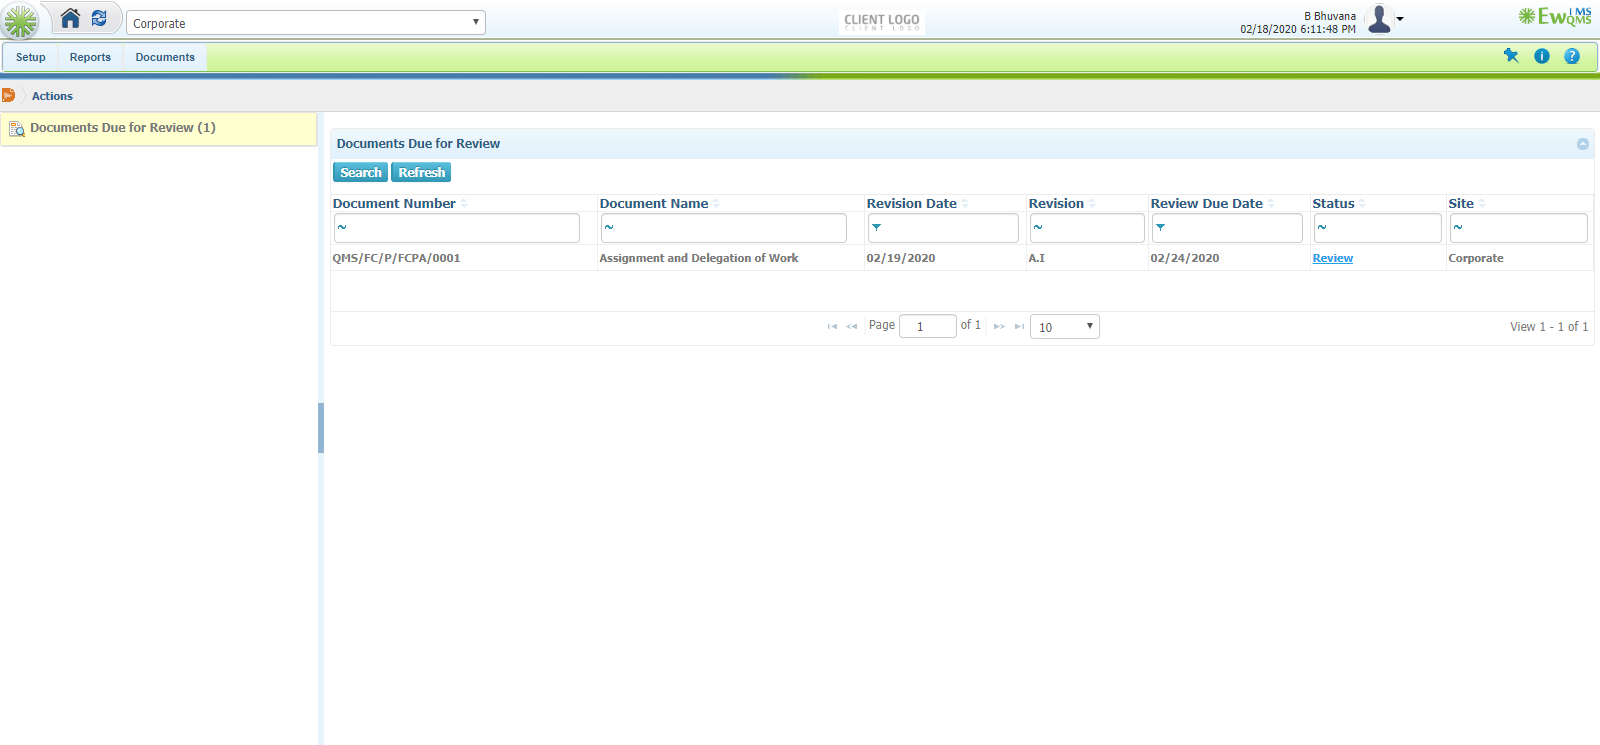 Corporate
CLIENT LOGO
CLIENT LOGO
B Bhuvana
02/18/2020 6:11:48 PM
EwIMS
QMS
Setup Reports Documents
Actions
Documents Due for Review (1)
Documents Due for Review
Search Refresh
Document Number Document Name Revision Date Revision Review Due Date Status Site
~ ~ ~ ~ ~
QMS/FC/P/FCPA/0001 Assignment and Delegation of Work 02/19/2020 A.I 02/24/2020 Review Corporate
Page 1 of 1 10 View 1 - 1 of 1